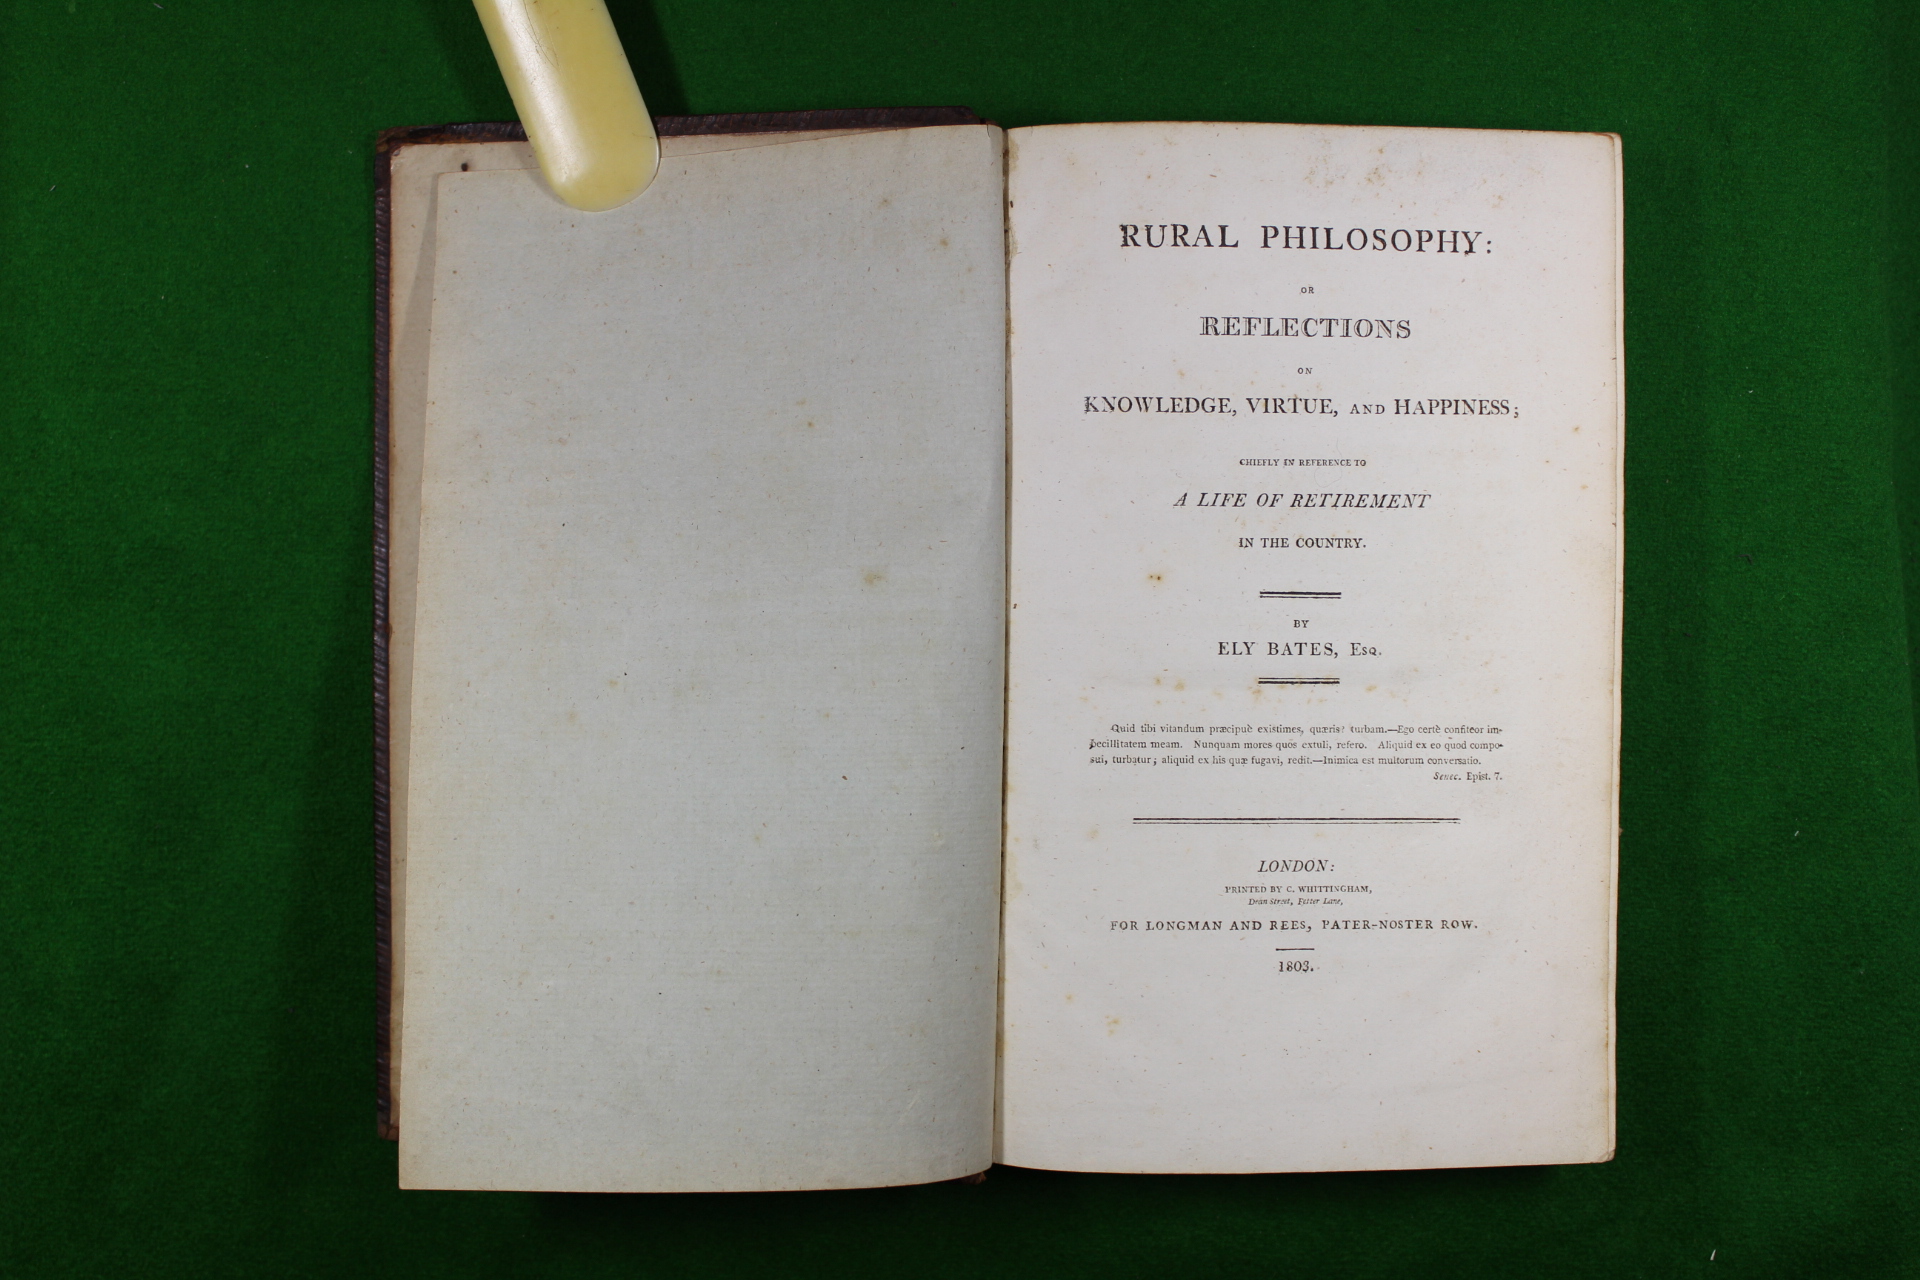 RURAL PHILOSOPHY:
OR
REFLECTIONS
ON
KNOWLEDGE, VIRTUE, AND HAPPINESS;
CHIEFLY IN REFERENCE TO
A LIFE OF RETIREMENT
IN THE COUNTRY.
BY
ELY BATES, Esq.
Quid tibi vitandum præcipuè existimes, quæris? turbam.—Ego certè confiteor im-
becillitatem meam. Nunquam mores quos extuli, refero. Aliquid ex eo quod compo-
sui, turbatur; aliquid ex his quæ fugavi, redit.—Inimica est multorum conversatio.
Senec. Epist. 7.
LONDON:
PRINTED BY C. WHITTINGHAM,
Dean Street, Fetter Lane,
FOR LONGMAN AND REES, PATER-NOSTER ROW.
1803.